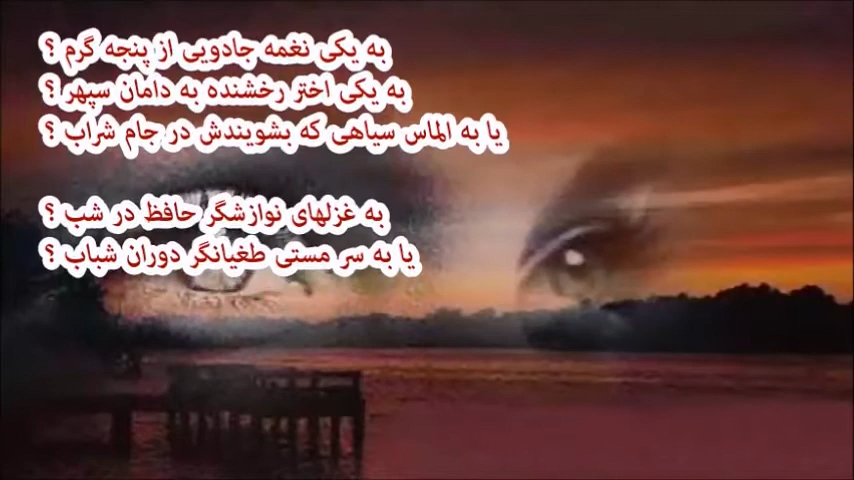 به یکی نغمه جادویی از پنجه گرم ؟
به یکی اختر رخشنده به دامان سپهر ؟
یا به الماس سیاهی که بشویندش در جام شراب ؟
به غزلهای نوازشگر حافظ در شب ؟
یا به سر مستی طغیانگر دوران شباب ؟